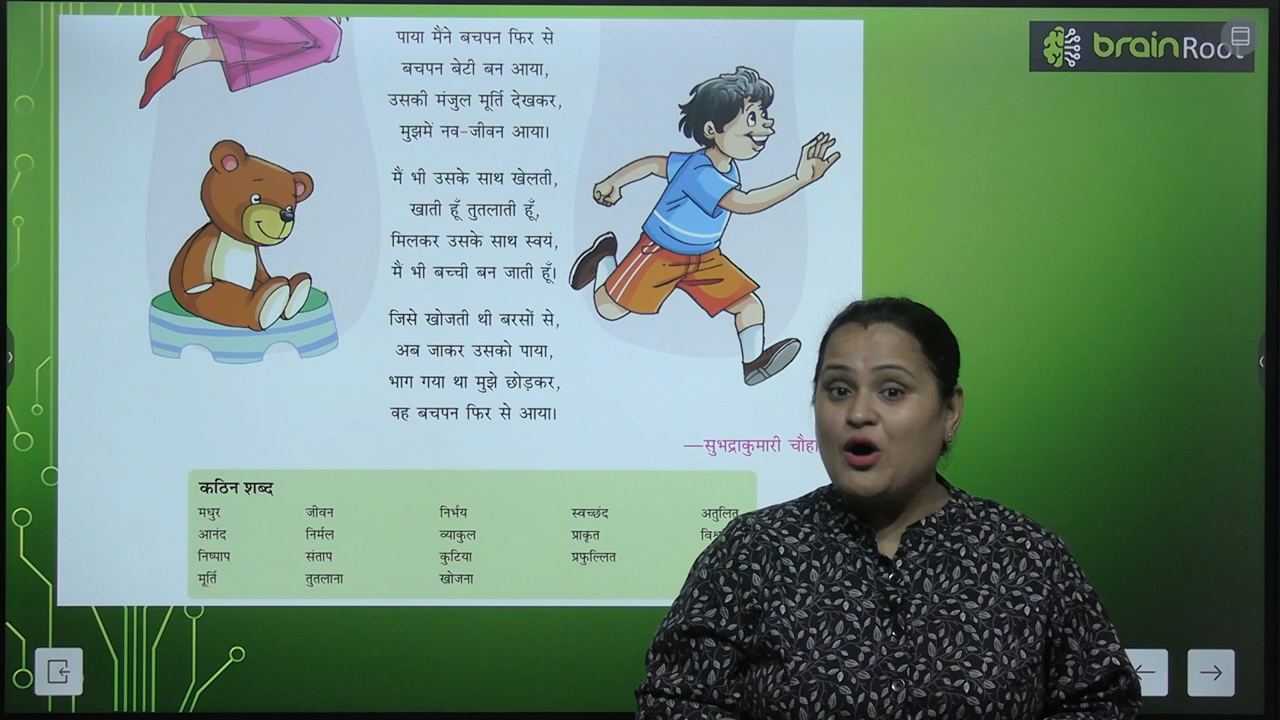 पाया मैंने बचपन फिर से
बचपन बेटी बन आया,
उसकी मंजुल मूर्ति देखकर,
मुझमें नव-जीवन आया।
मैं भी उसके साथ खेलती,
खाती हूँ तुतलाती हूँ,
मिलकर उसके साथ स्वयं,
मैं भी बच्ची बन जाती हूँ।
जिसे खोजती थी बरसों से,
अब जाकर उसको पाया,
भाग गया था मुझे छोड़कर,
वह बचपन फिर से आया।
—सुभद्राकुमारी
कठिन शब्द
मधुर जीवन निर्भय स्वच्छंद अतुलित
आनंद निर्मल व्याकुल प्राकृत
निष्पाप संताप कुटिया प्रफुल्लित
मूर्ति तुतलाना खोजना
brain Root